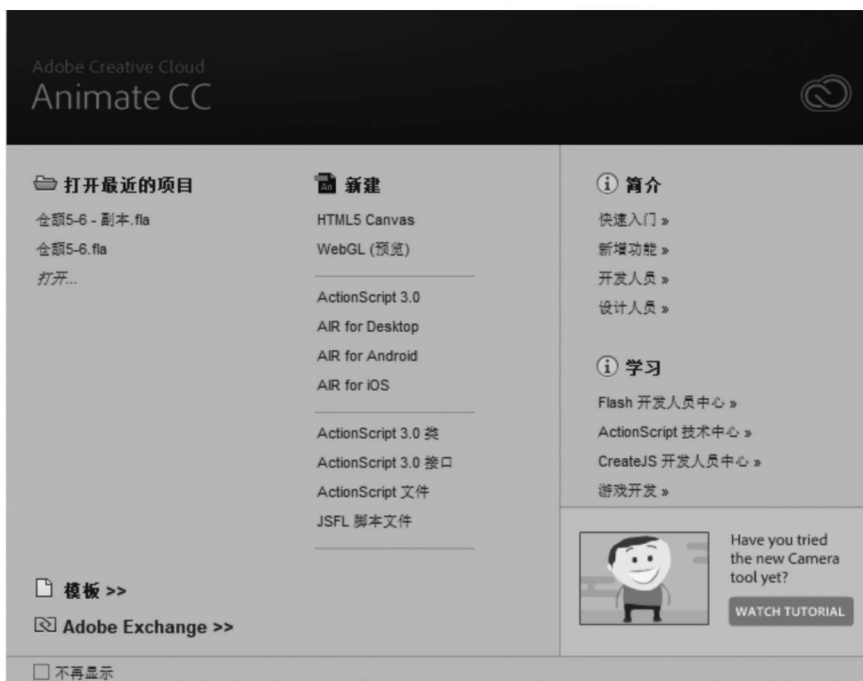 Adobe Creative Cloud
Animate CC
打开最近的项目
仓颉5-6 - 副本.fla
仓颉5-6.fla
打开...
模板 >>
Adobe Exchange >>
新建
An
HTML5 Canvas
WebGL (预览)
ActionScript 3.0
AIR for Desktop
AIR for Android
AIR for iOS
ActionScript 3.0 类
ActionScript 3.0 接口
ActionScript 文件
JSFL 脚本文件
简介
快速入门 »
新增功能 »
开发人员 »
设计人员 »
学习
Flash 开发人员中心 »
ActionScript 技术中心 »
CreateJS 开发人员中心 »
游戏开发 »
Have you tried
the new Camera
tool yet?
WATCH TUTORIAL
不再显示